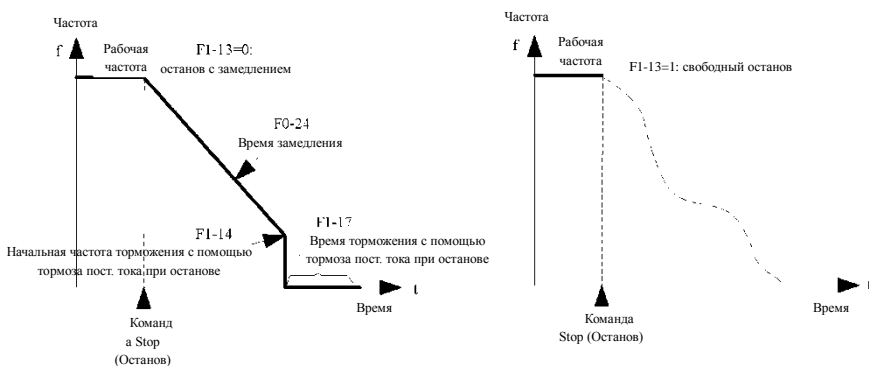 Частота
f
Рабочая
частота
F1-13=0:
останов с замедлением
F0-24
Время замедления
F1-14
Начальная частота торможения с помощью
тормоза пост. тока при останове
F1-17
Время торможения с помощью
тормоза пост. тока при останове
t
Время
Команд
а Stop
(Останов)
Частота
f
Рабочая
частота
F1-13=1: свободный останов
t
Время
Команда
Stop (Останов)